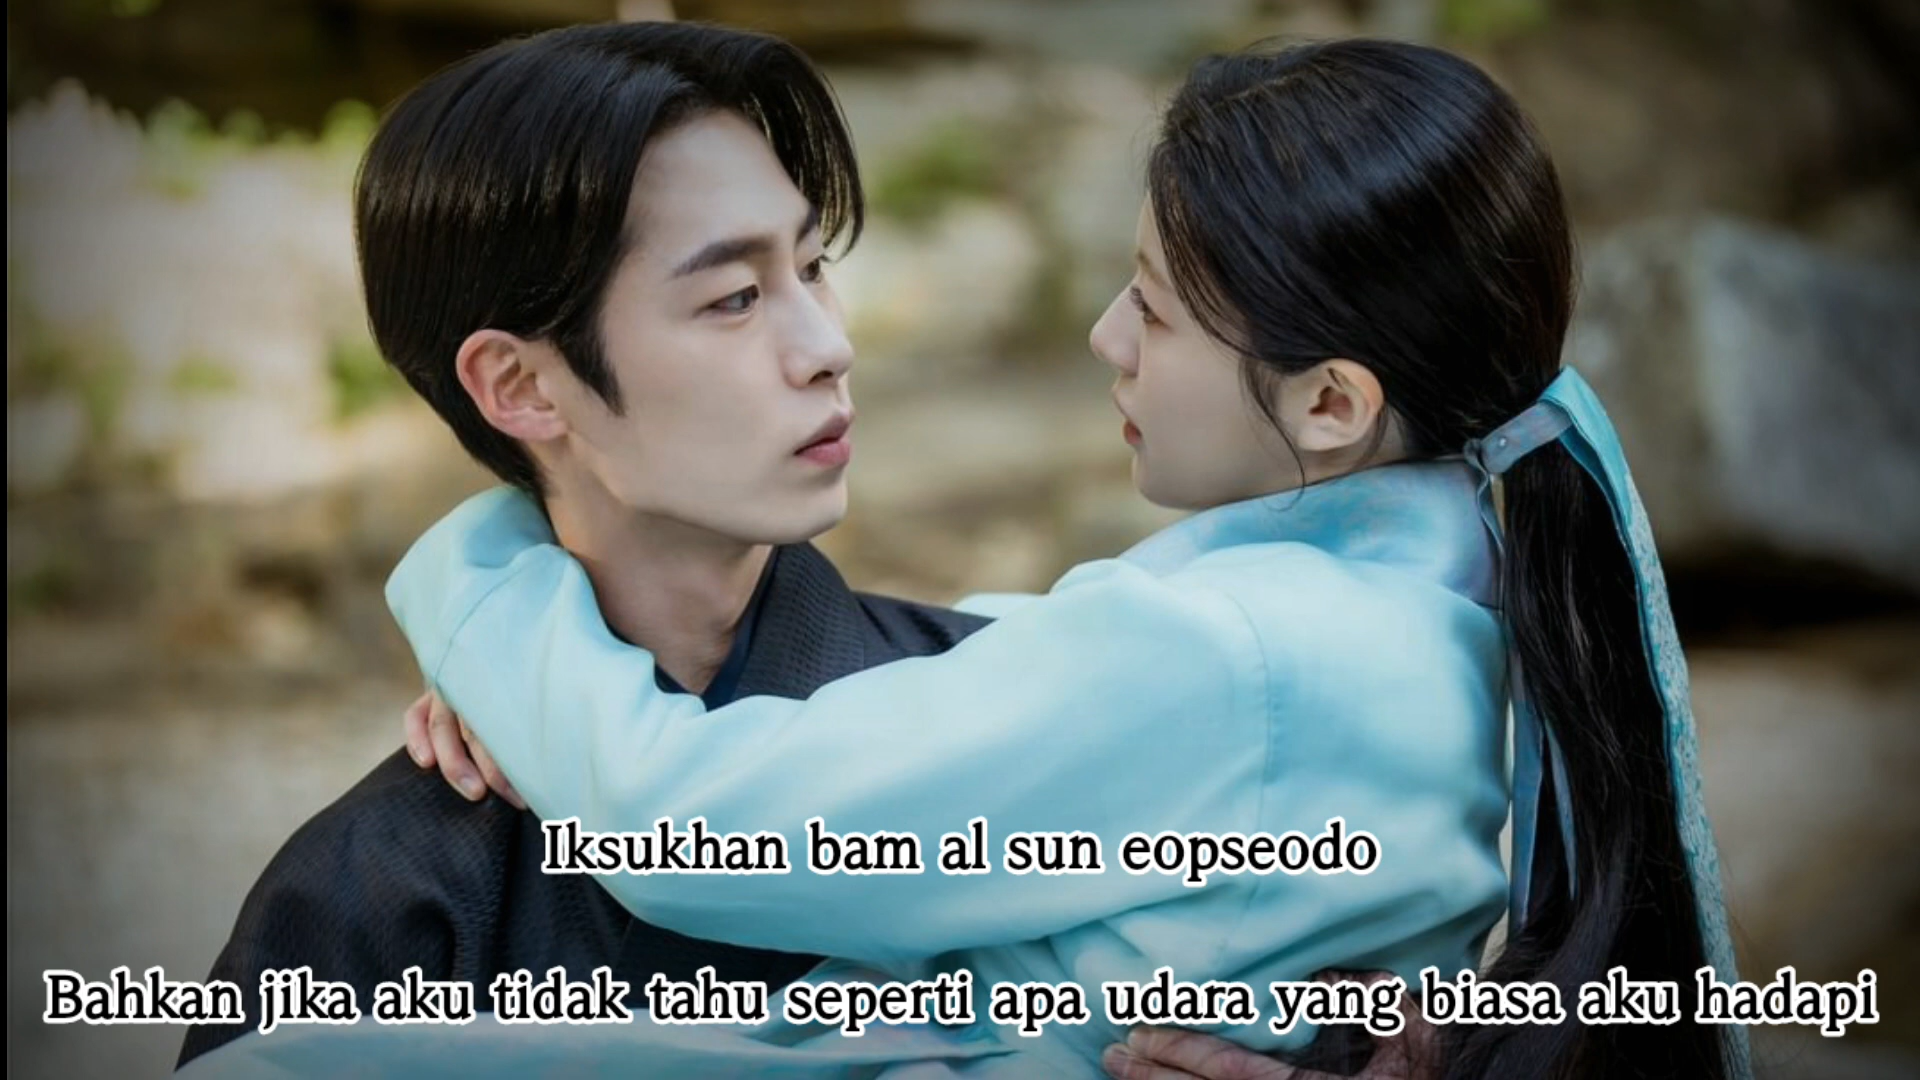 Iksukhan bam al sun eopseodo
Bahkan jika aku tidak tahu seperti apa udara yang biasa aku hadapi